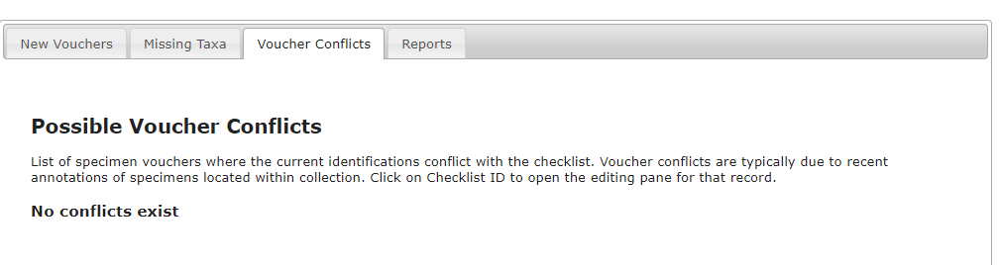 New Vouchers Missing Taxa Voucher Conflicts Reports
Possible Voucher Conflicts
List of specimen vouchers where the current identifications conflict with the checklist. Voucher conflicts are typically due to recent
annotations of specimens located within collection. Click on Checklist ID to open the editing pane for that record.
No conflicts exist